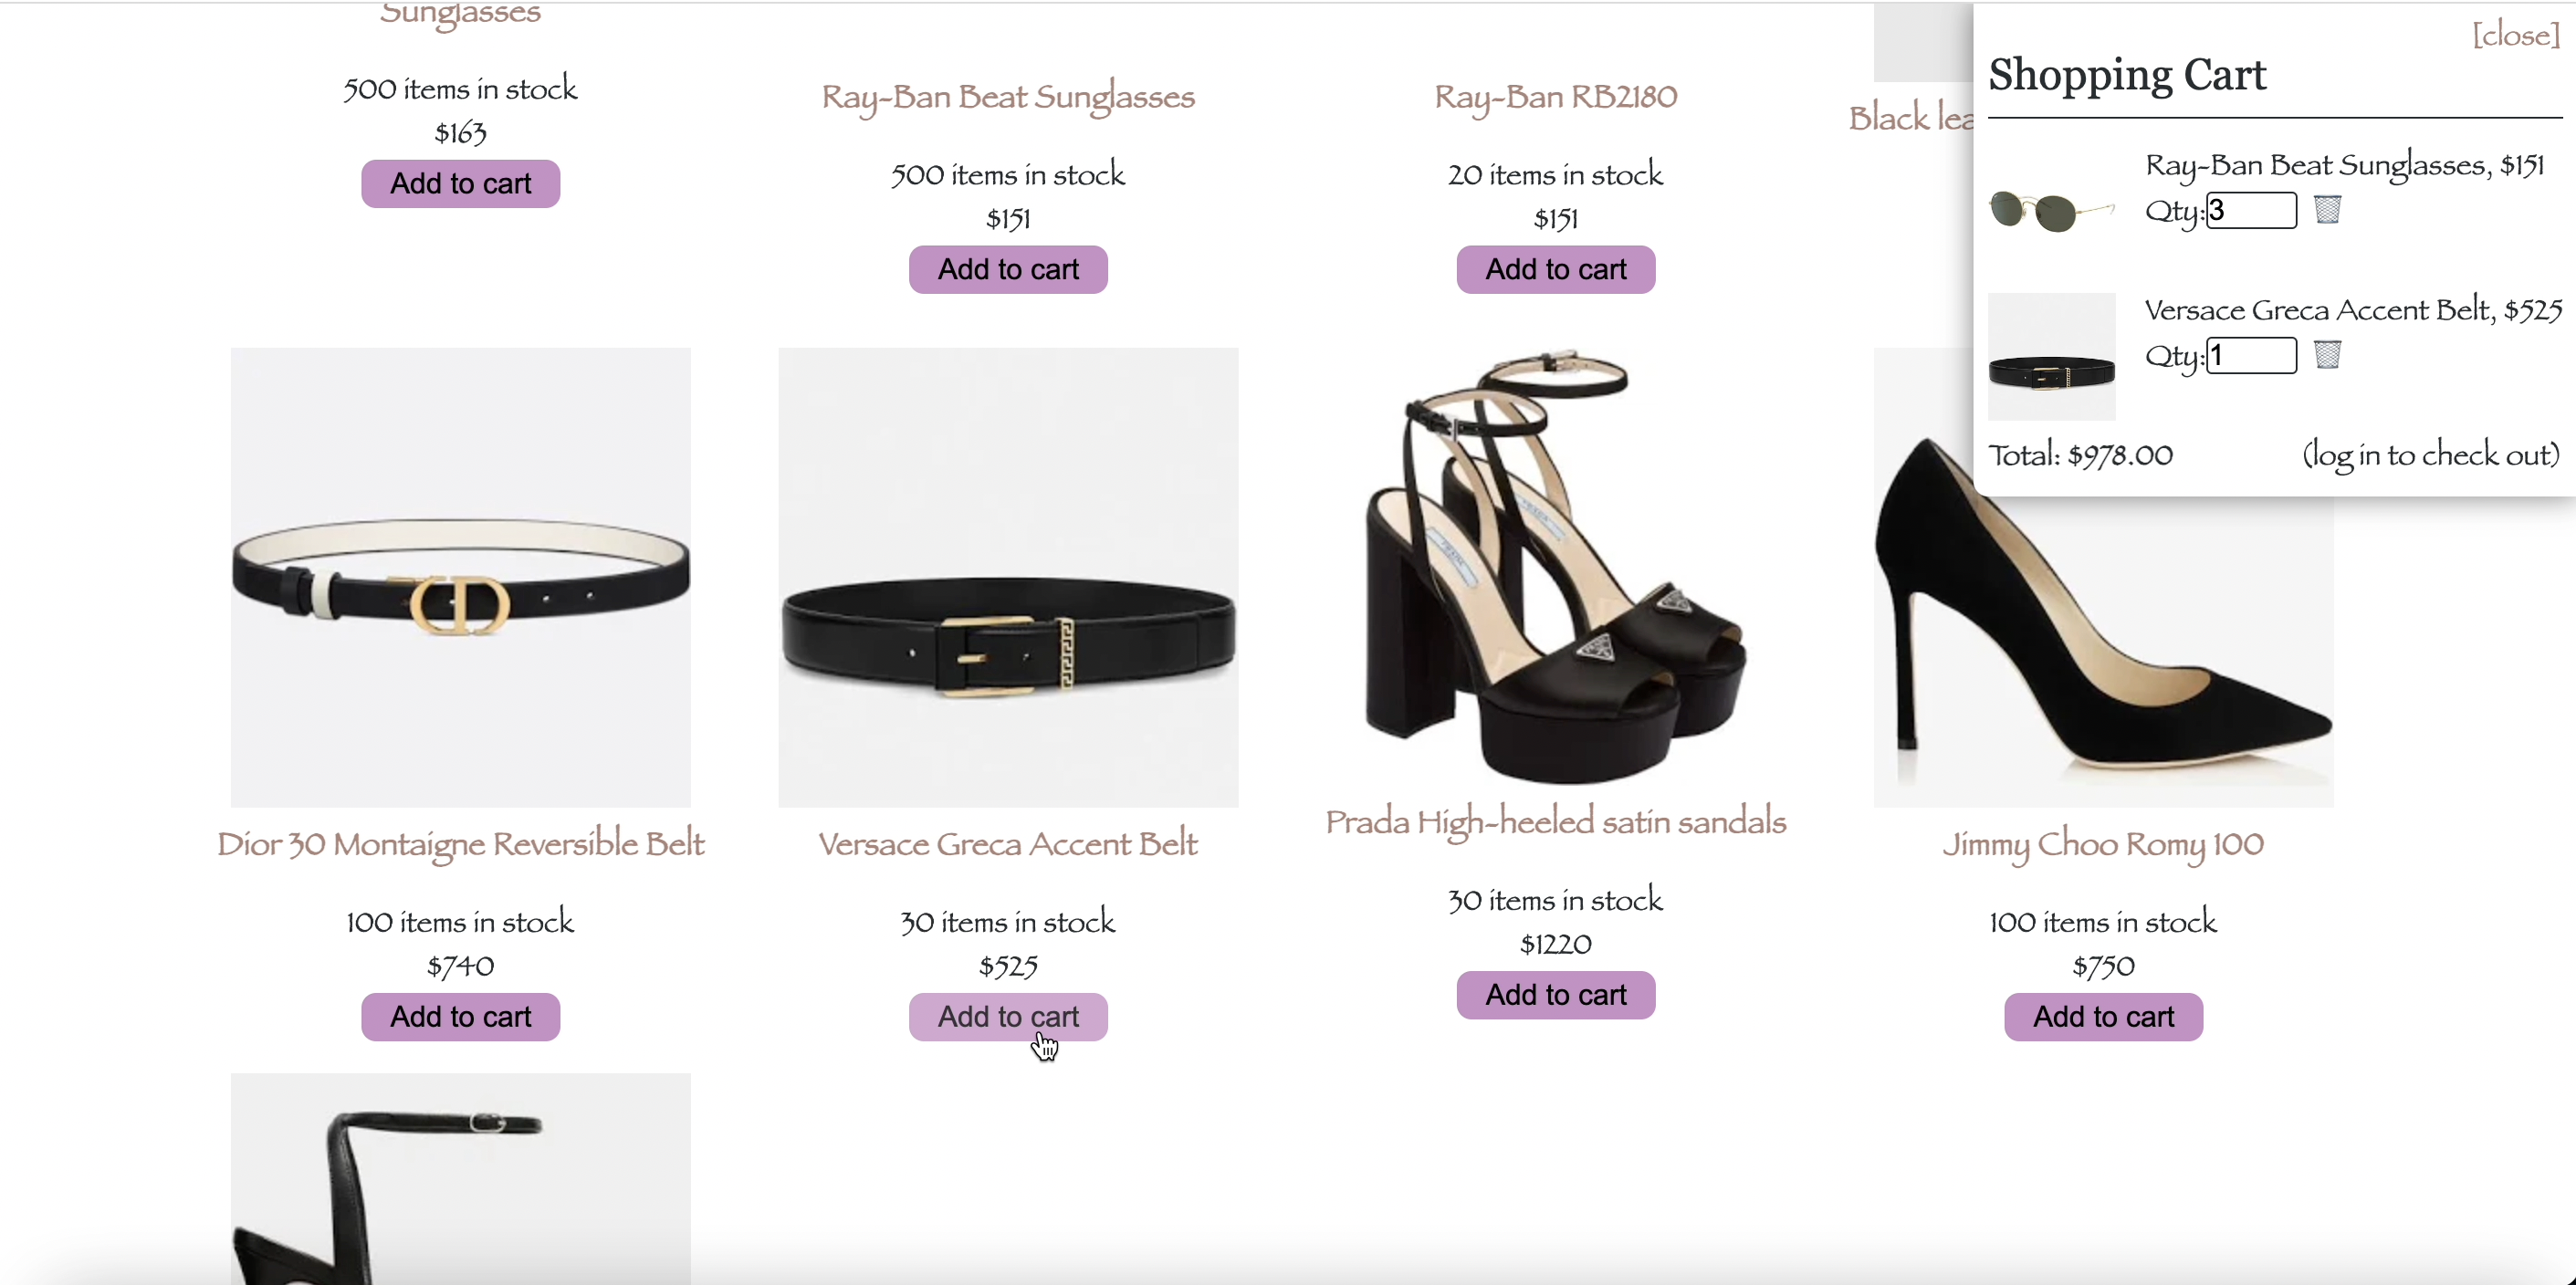 Sunglasses
500 items in stock
$163
Add to cart
Ray-Ban Beat Sunglasses
500 items in stock
$151
Add to cart
Ray-Ban RB2180
20 items in stock
$151
Add to cart
Black lea
[close]
Shopping Cart
Ray-Ban Beat Sunglasses, $151
Qty:3
Versace Greca Accent Belt, $525
Qty:1
Total: $978.00 (log in to check out)
Dior 30 Montaigne Reversible Belt
100 items in stock
$740
Add to cart
Versace Greca Accent Belt
30 items in stock
$525
Add to cart
Prada High-heeled satin sandals
30 items in stock
$1220
Add to cart
Jimmy Choo Romy 100
100 items in stock
$750
Add to cart